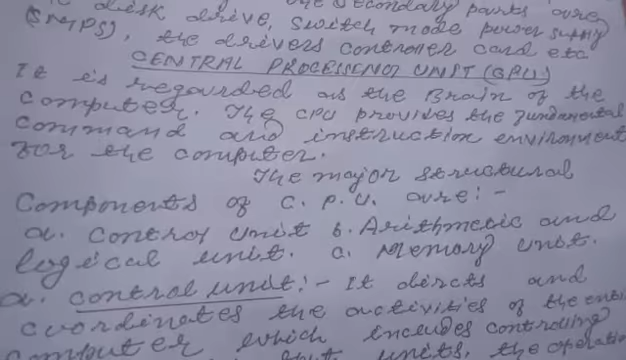 the secondary parts are
disk drive, switch mode power supply
(SMPS), the drivers controller card etc
CENTRAL PROCESSING UNIT (CPU)
It is regarded as the Brain of the
Computer. The CPU provides the Fundamental
Command and instruction environment
For the Computer.
The major structural
Components of C.P.U. are:-
a. Control Unit b. Arithmetic and
logical unit. c. Memory Unit.
a. Control unit:- It dircts and
coordinates the activities of the
Computer which includes controlling
units, the